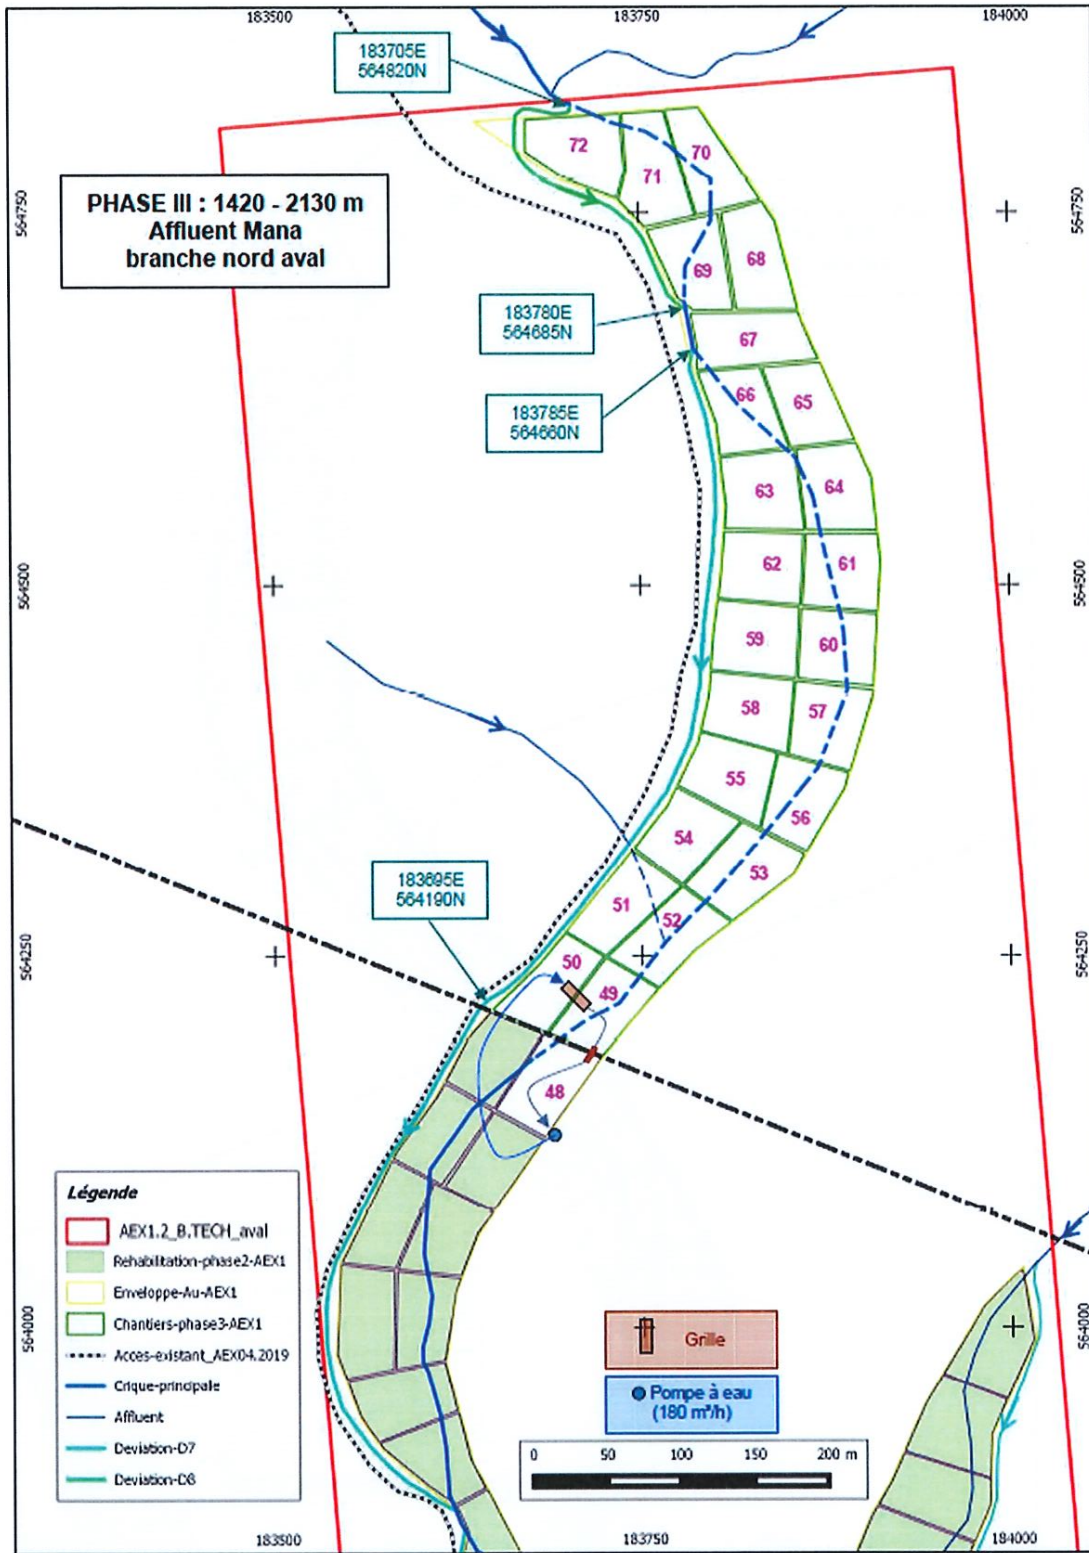 183500
183750
184000
183705E
564820N
72
70
71
564750
564750
PHASE III : 1420 - 2130 m
Affluent Mana
branche nord aval
69
68
183780E
564685N
67
66
65
183785E
564660N
63
64
564500
62
61
564500
59
60
58
57
55
56
54
53
183695E
564190N
51
52
564250
50
49
564250
48
Légende
AEX1.2_B.TECH_aval
Rehabilitation-phase2-AEX1
Enveloppe-Au-AEX1
Chantiers-phase3-AEX1
Acces-existant_AEX04.2019
Crique-principale
Affluent
Deviation-D7
Deviation-D8
564000
564000
Grille
Pompe à eau
(180 m³/h)
0 50 100 150 200 m
183500
183750
184000